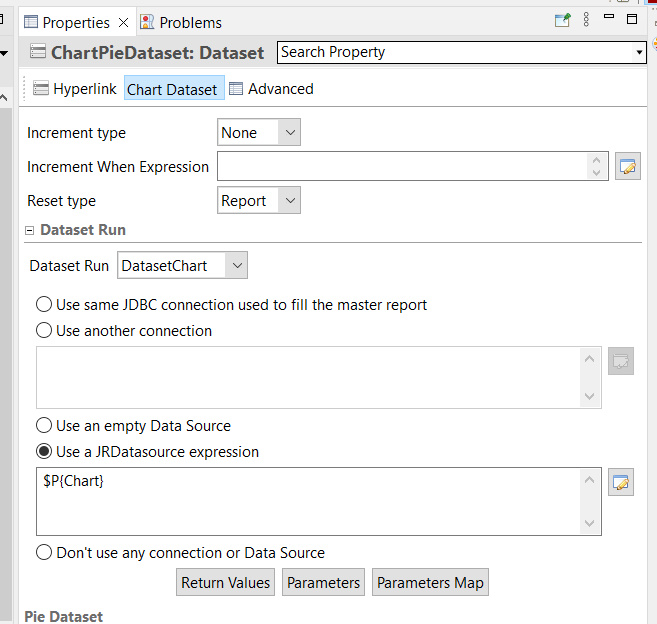 Properties
Problems
ChartPieDataset: Dataset
Search Property
Hyperlink
Chart Dataset
Advanced
Increment type
None
Increment When Expression
Reset type
Report
Dataset Run
Dataset Run
DatasetChart
Use same JDBC connection used to fill the master report
Use another connection
Use an empty Data Source
Use a JRDatasource expression
$P{Chart}
Don't use any connection or Data Source
Return Values
Parameters
Parameters Map
Pie Dataset